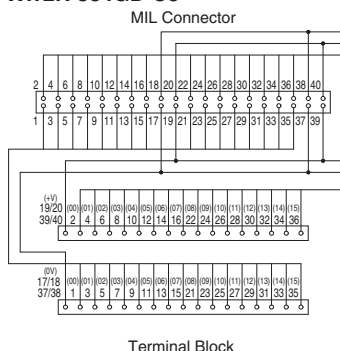 MIL Connector
2 4 6 8 10 12 14 16 18 20 22 24 26 28 30 32 34 36 38 40
1 3 5 7 9 11 13 15 17 19 21 23 25 27 29 31 33 35 37 39
(+V)
19/20 (00) (01) (02) (03) (04) (05) (06) (07) (08) (09) (10) (11) (12) (13) (14) (15)
39/40 2 4 6 8 10 12 14 16 22 24 26 28 30 32 34 36
(0V)
17/18 (00) (01) (02) (03) (04) (05) (06) (07) (08) (09) (10) (11) (12) (13) (14) (15)
37/38 1 3 5 7 9 11 13 15 21 23 25 27 29 31 33 35
Terminal Block